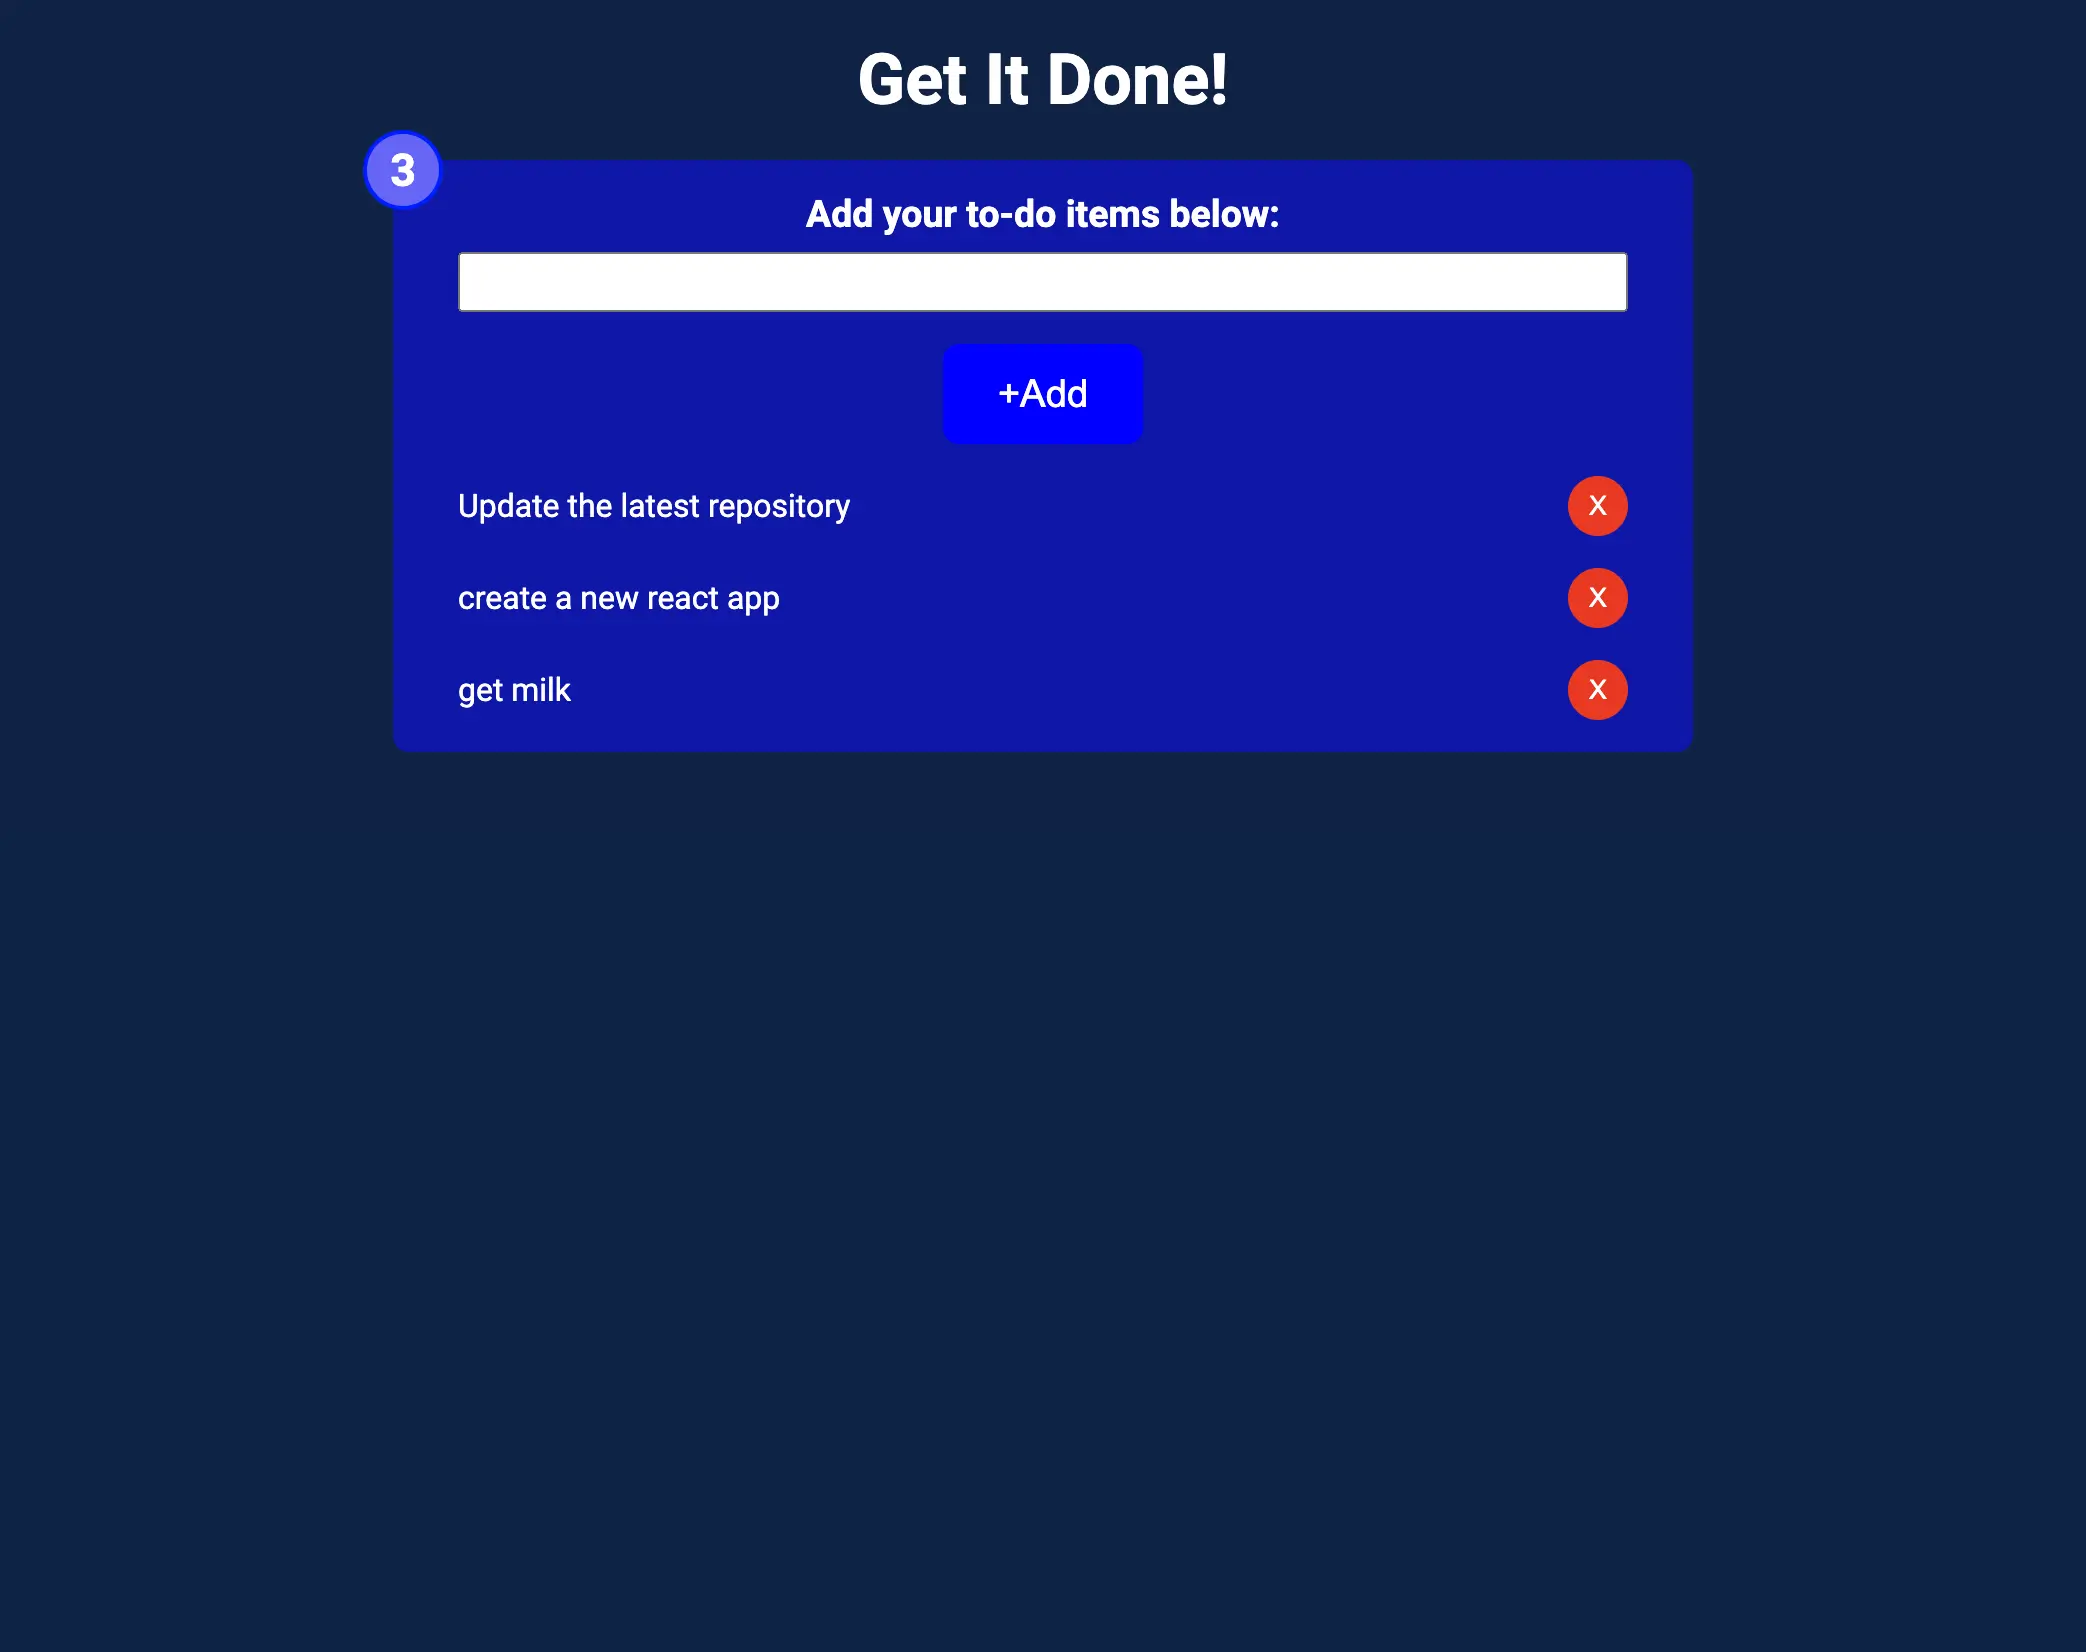 Get It Done!
3
Add your to-do items below:
+Add
Update the latest repository
X
create a new react app
X
get milk
X